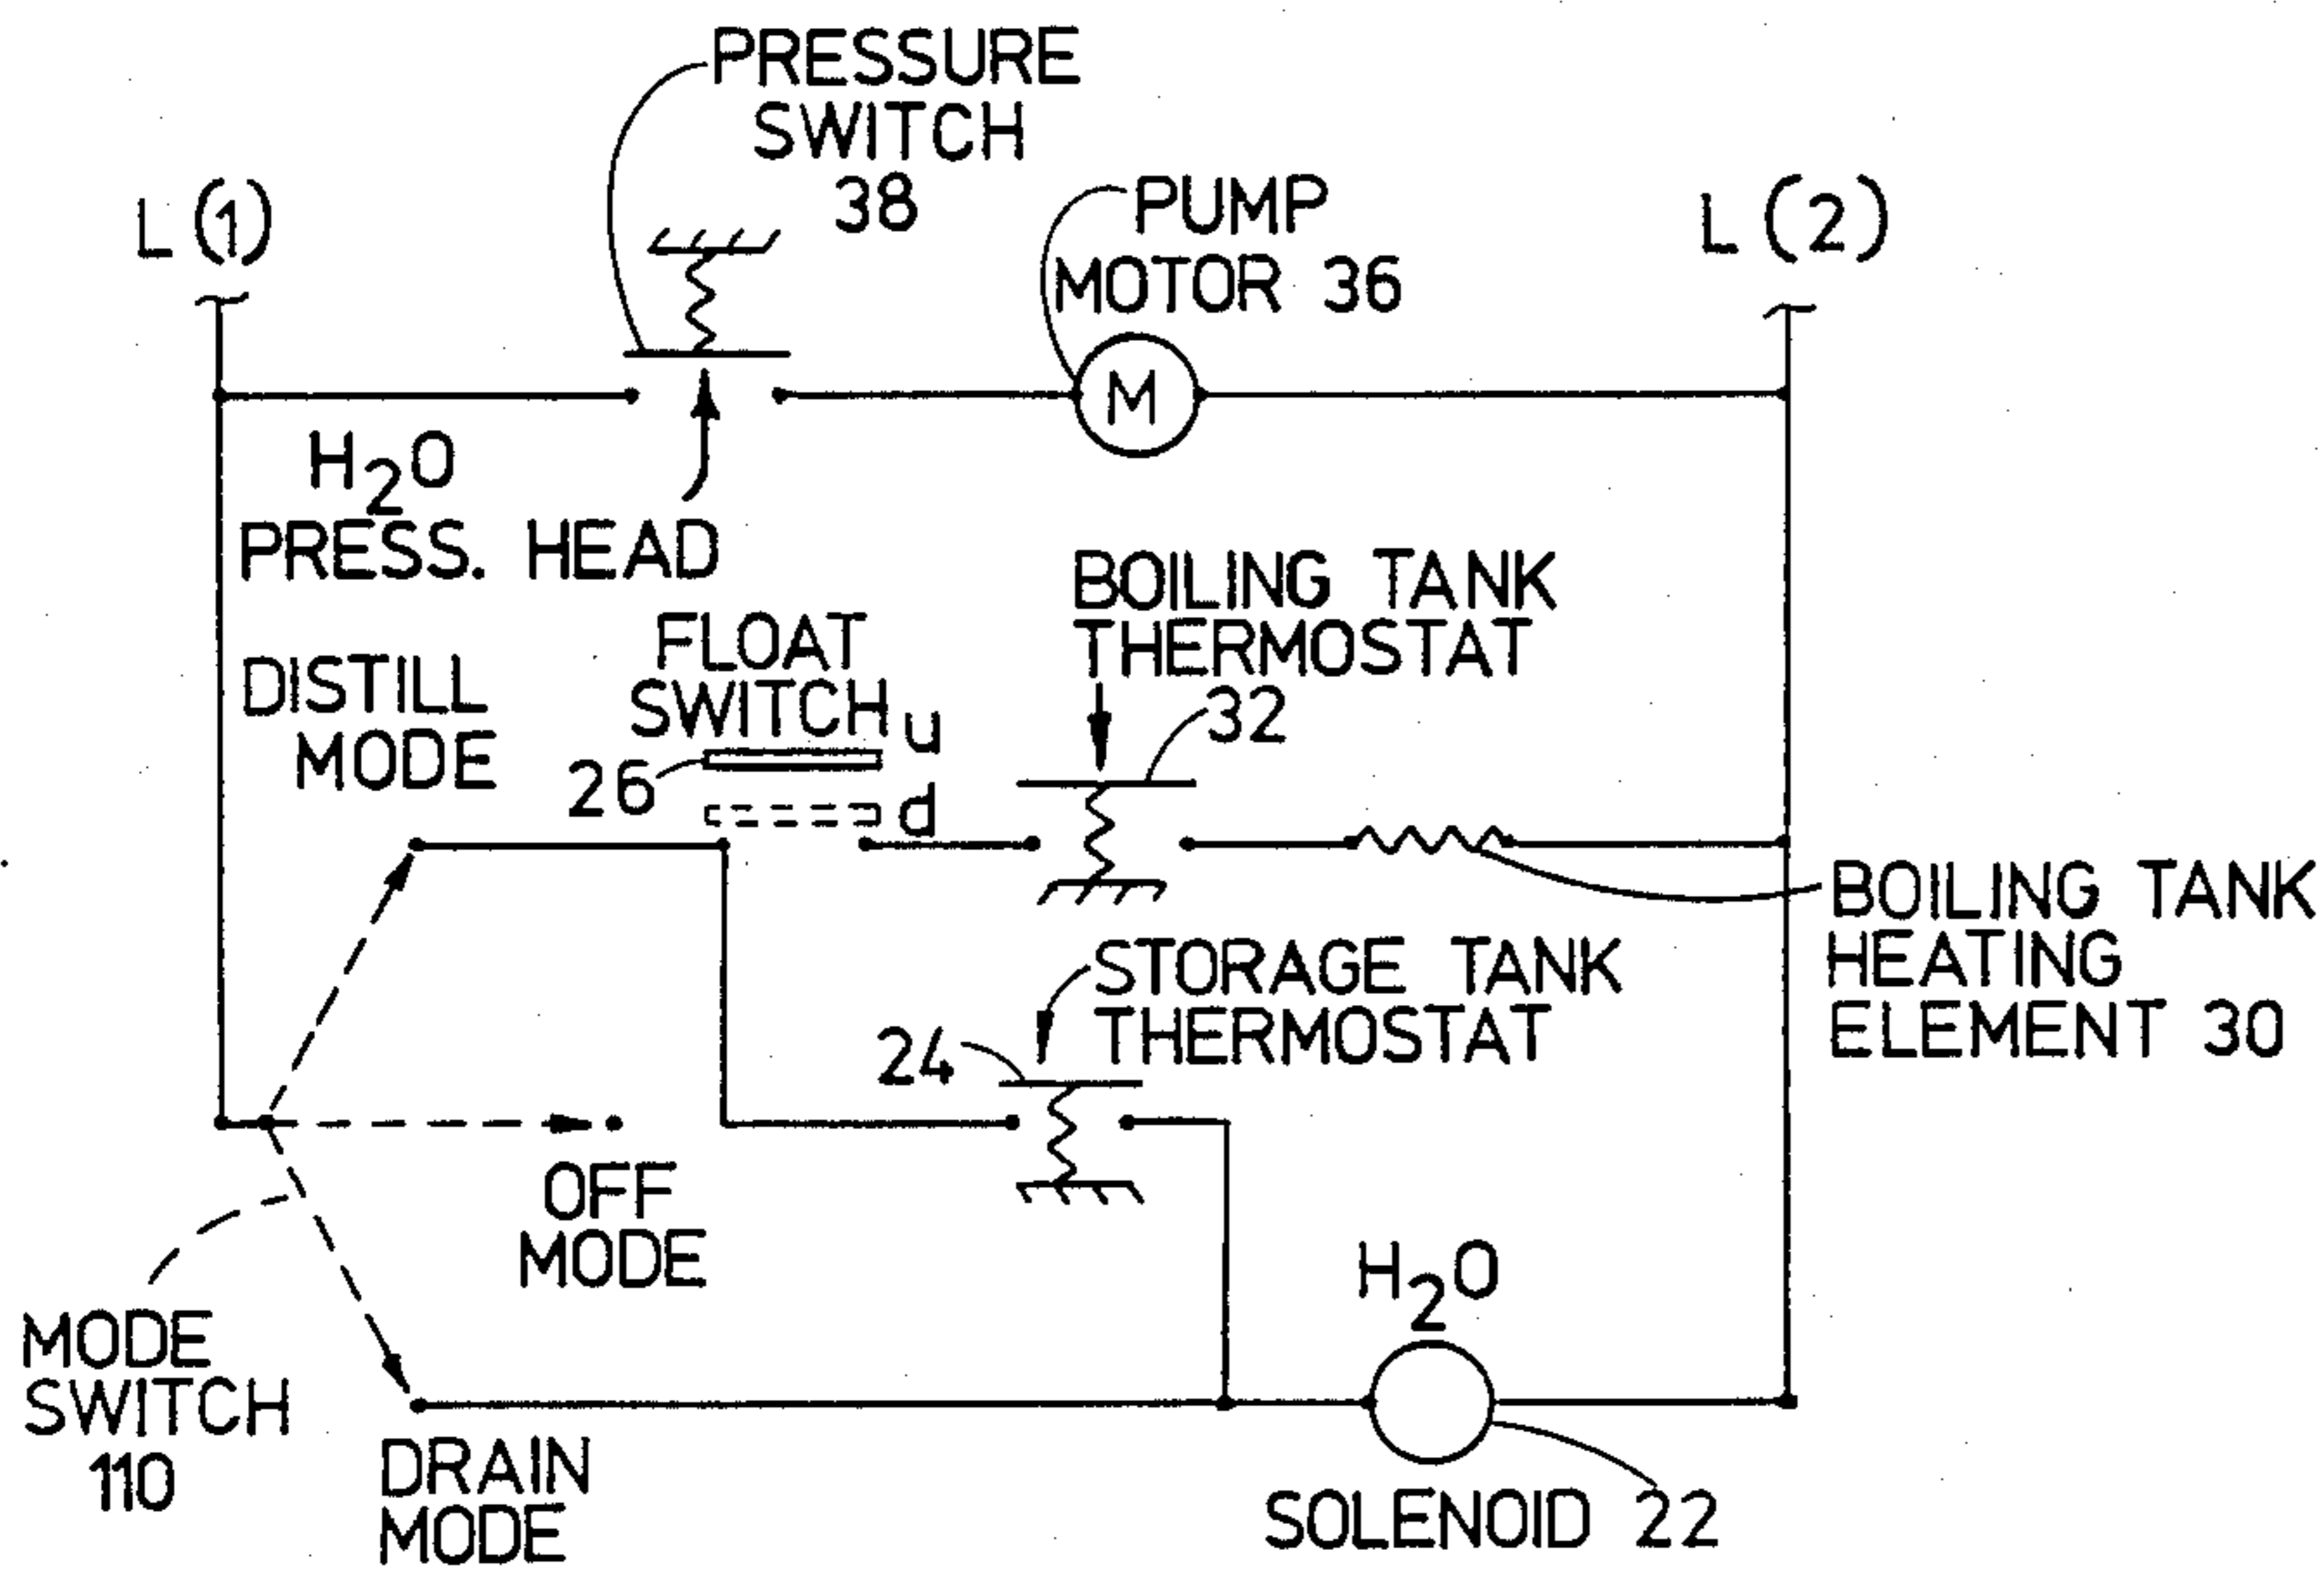 PRESSURE
SWITCH
38
L (1)
PUMP
MOTOR 36
L (2)
M
H2O
PRESS. HEAD
DISTILL
MODE
FLOAT
SWITCH
u
26
d
BOILING TANK
THERMOSTAT
32
BOILING TANK
HEATING
ELEMENT 30
STORAGE TANK
THERMOSTAT
24
OFF
MODE
MODE
SWITCH
110
H2O
DRAIN
MODE
SOLENOID 22